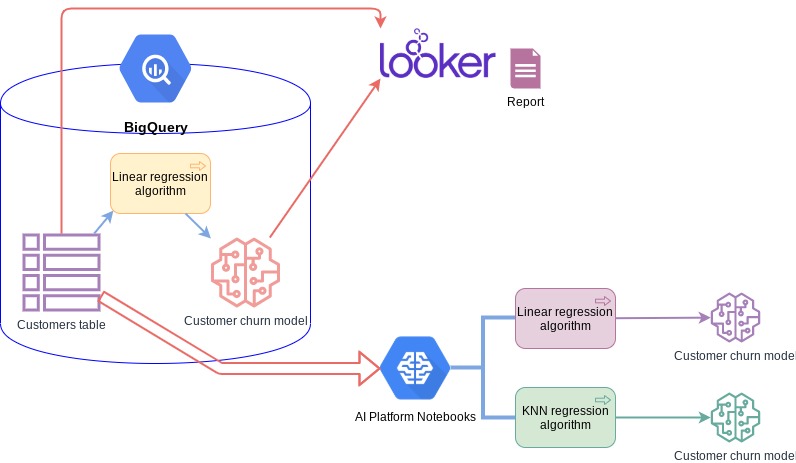 looker
Report
BigQuery
Linear regression
algorithm
Customers table
Customer churn model
AI Platform Notebooks
Linear regression
algorithm
Customer churn model
KNN regression
algorithm
Customer churn model